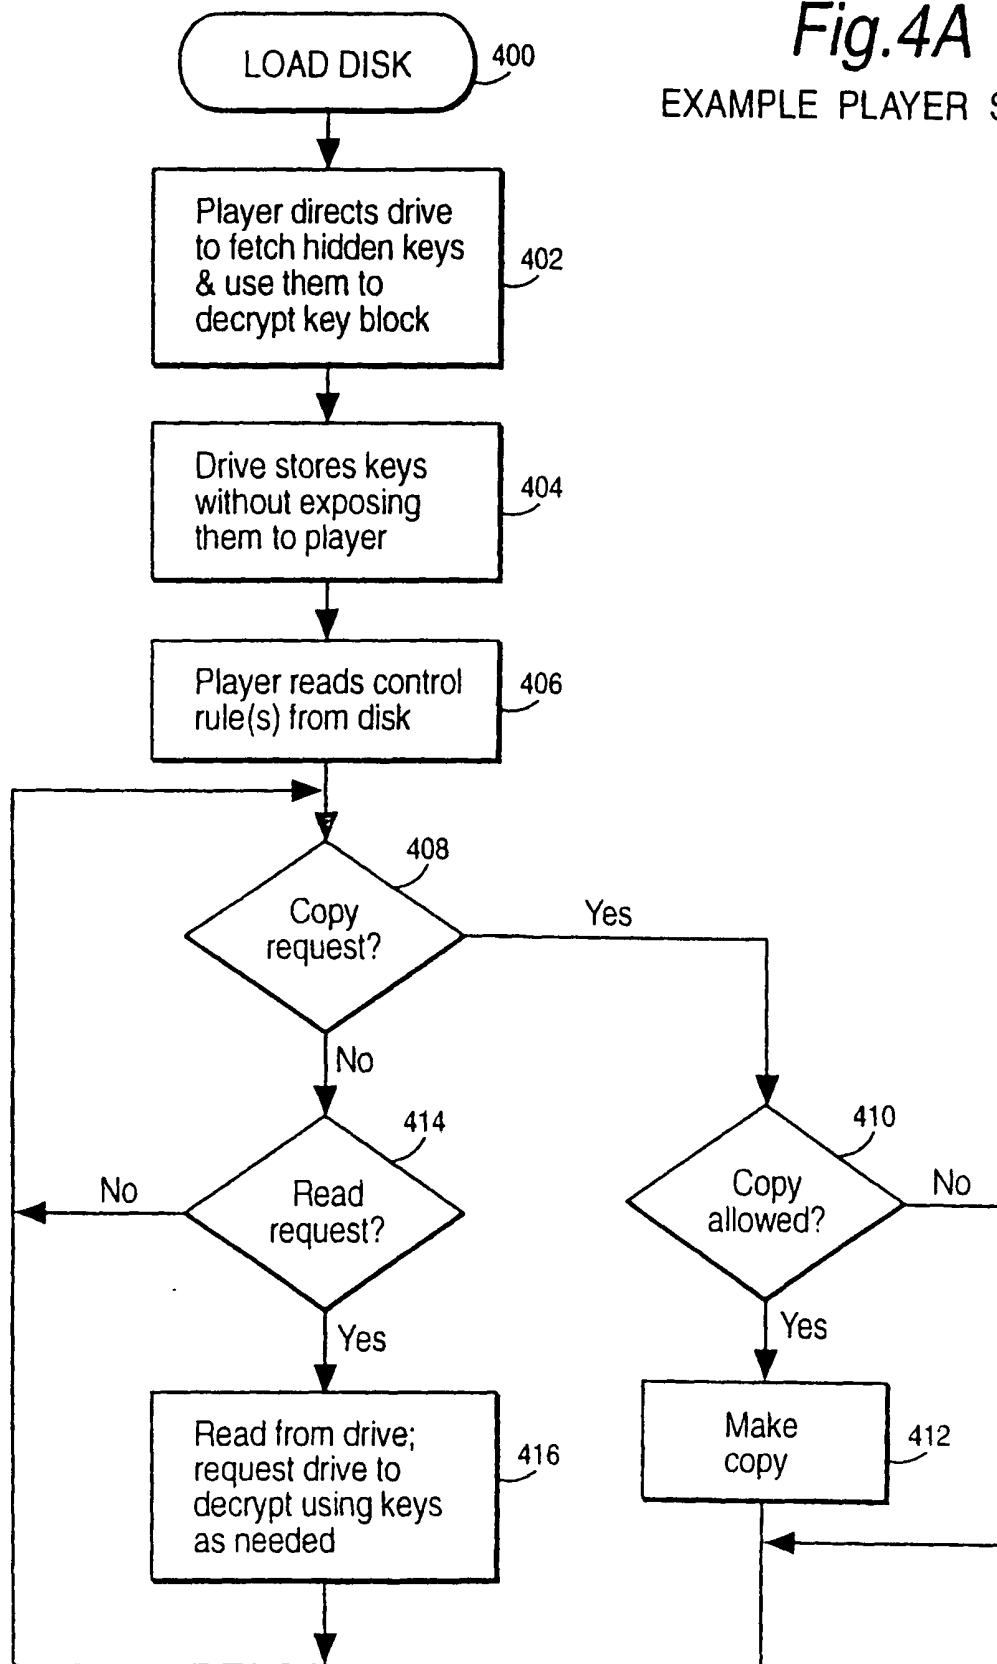 Fig.4A
EXAMPLE PLAYER
LOAD DISK
400
Player directs drive
to fetch hidden keys
& use them to
decrypt key block
402
Drive stores keys
without exposing
them to player
404
Player reads control
rule(s) from disk
406
408
Copy
request?
Yes
No
414
Read
request?
No
Yes
410
Copy
allowed?
No
Yes
Read from drive;
request drive to
decrypt using keys
as needed
416
Make
copy
412